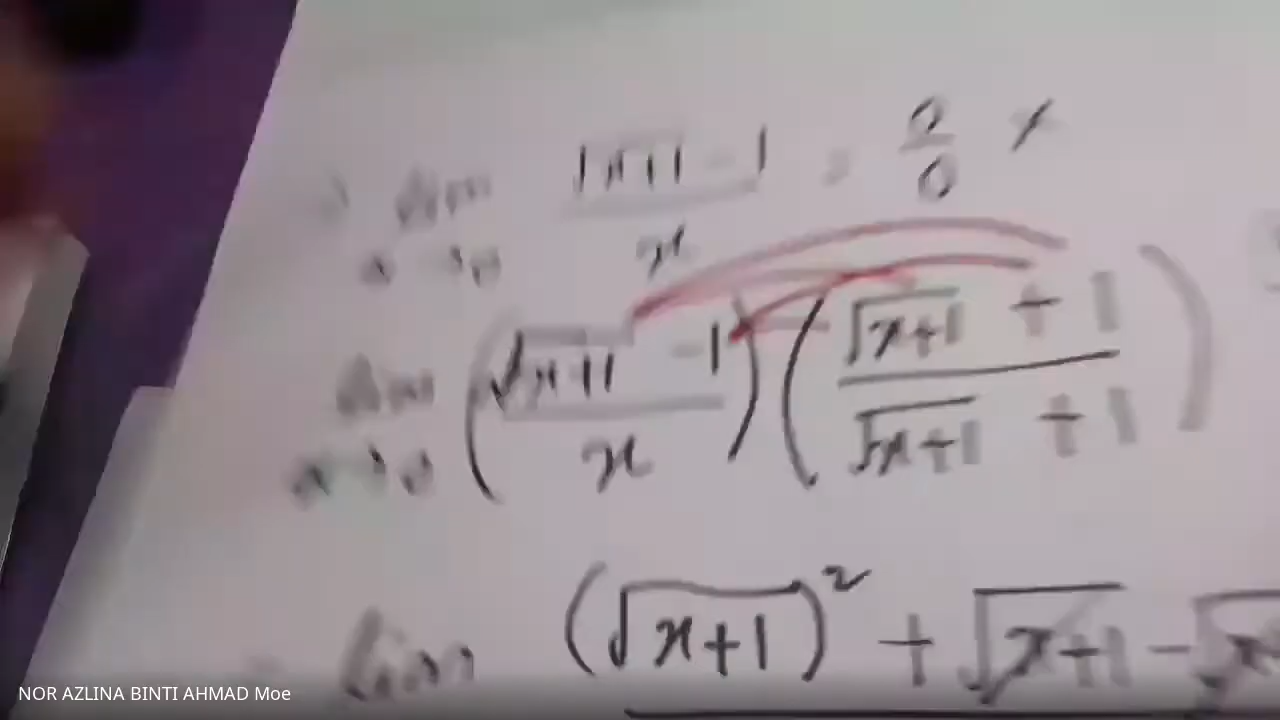 lim √x+1 - 1 / x = 0/0 ×
x→0
lim (√x+1 - 1 / x) (√x+1 + 1 / √x+1 + 1)
x→0
= lim (√x+1)² + √x+1 - √x
NOR AZLINA BINTI AHMAD Moe